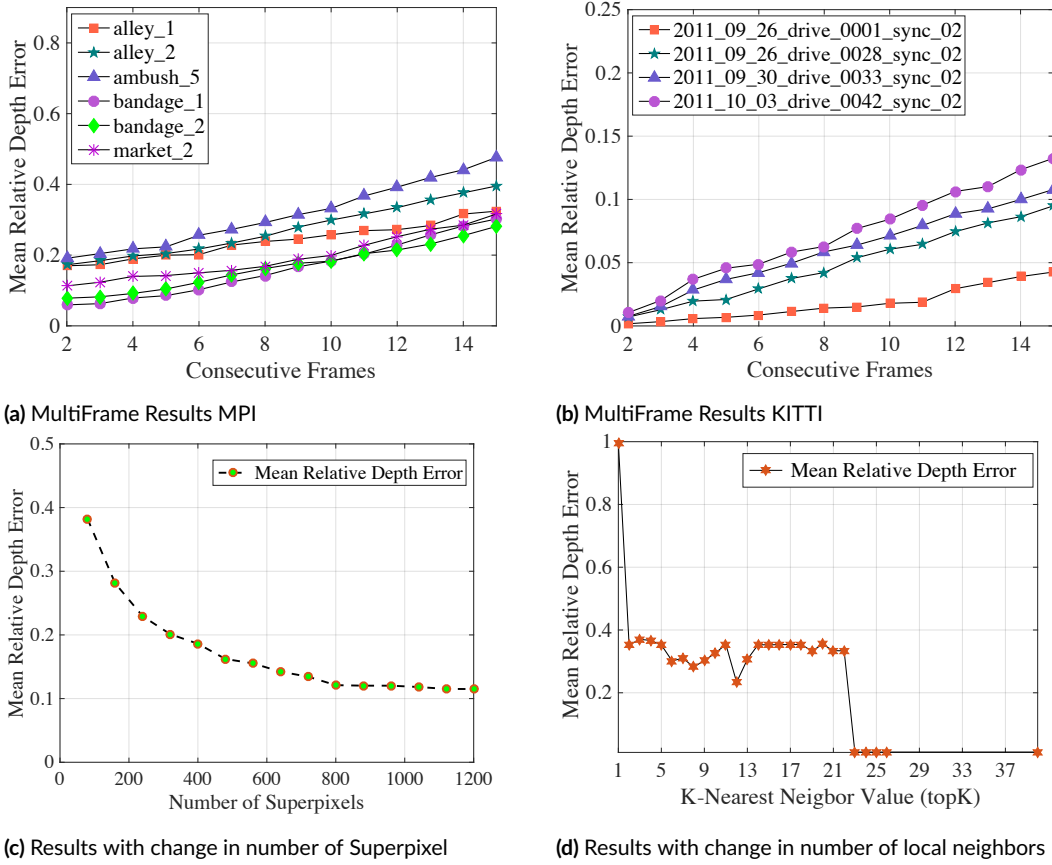 0.8
0.6
0.4
0.2
0
Mean Relative Depth Error
alley_1
alley_2
ambush_5
bandage_1
bandage_2
market_2
2 4 6 8 10 12 14
Consecutive Frames
(a) MultiFrame Results MPI
0.25
0.2
0.15
0.1
0.05
0
Mean Relative Depth Error
2011_09_26_drive_0001_sync_02
2011_09_26_drive_0028_sync_02
2011_09_30_drive_0033_sync_02
2011_10_03_drive_0042_sync_02
2 4 6 8 10 12 14
Consecutive Frames
(b) MultiFrame Results KITTI
0.5
0.4
0.3
0.2
0.1
0
Mean Relative Depth Error
Mean Relative Depth Error
0 200 400 600 800 1000 1200
Number of Superpixels
(c) Results with change in number of Superpixel
1
0.8
0.6
0.4
0.2
Mean Relative Depth Error
Mean Relative Depth Error
1 5 9 13 17 21 25 29 33 37
K-Nearest Neigbor Value (topK)
(d) Results with change in number of local neighbors